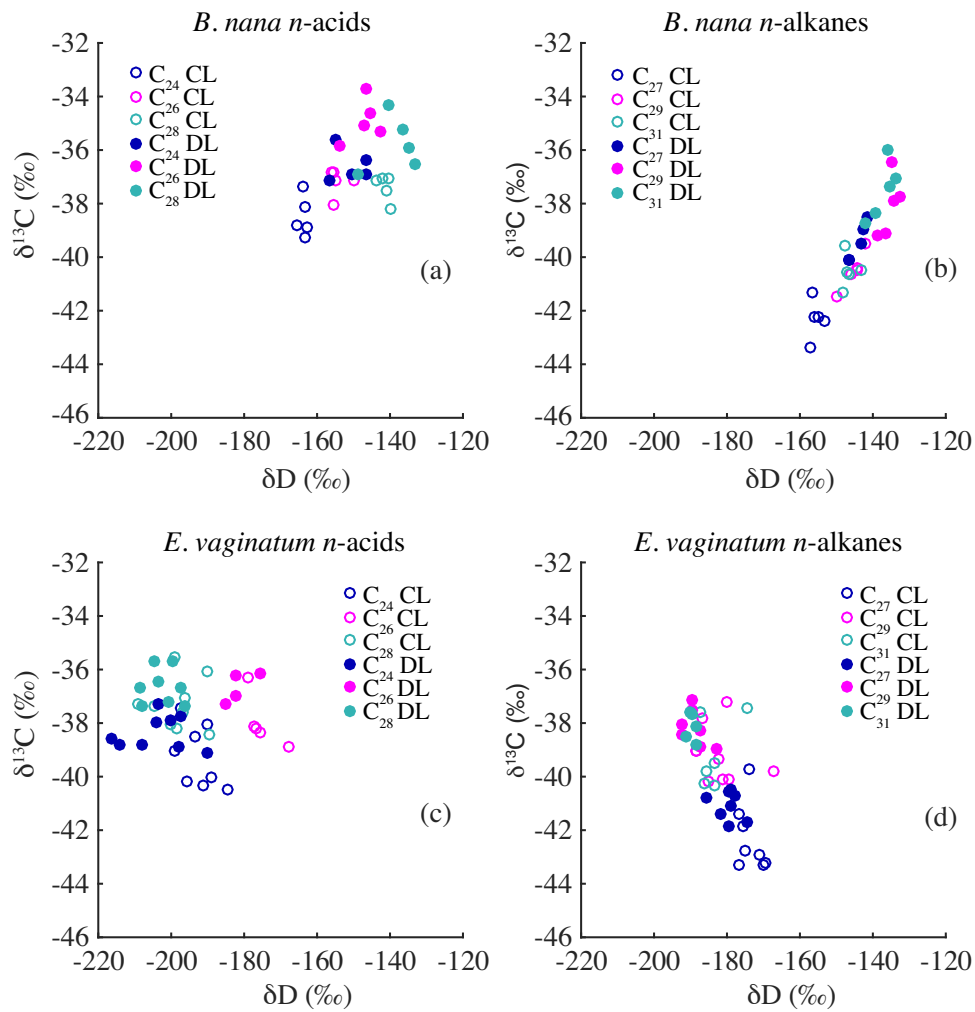 B. nana n-acids
-32
-34
-36
-38
-40
-42
-44
-46
δ¹³C (‰)
C₂₄ CL
C₂₆ CL
C₂₈ CL
C₂₄ DL
C₂₆ DL
C₂₈ DL
(a)
-220 -200 -180 -160 -140 -120
δD (‰)
B. nana n-alkanes
-32
-34
-36
-38
-40
-42
-44
-46
δ¹³C (‰)
C₂₇ CL
C₂₉ CL
C₃₁ CL
C₂₇ DL
C₂₉ DL
C₃₁ DL
(b)
-220 -200 -180 -160 -140 -120
δD (‰)
E. vaginatum n-acids
-32
-34
-36
-38
-40
-42
-44
-46
δ¹³C (‰)
C₂₄ CL
C₂₆ CL
C₂₈ CL
C₂₄ DL
C₂₆ DL
C₂₈ DL
(c)
-220 -200 -180 -160 -140 -120
δD (‰)
E. vaginatum n-alkanes
-32
-34
-36
-38
-40
-42
-44
-46
δ¹³C (‰)
C₂₇ CL
C₂₉ CL
C₃₁ CL
C₂₇ DL
C₂₉ DL
C₃₁ DL
(d)
-220 -200 -180 -160 -140 -120
δD (‰)